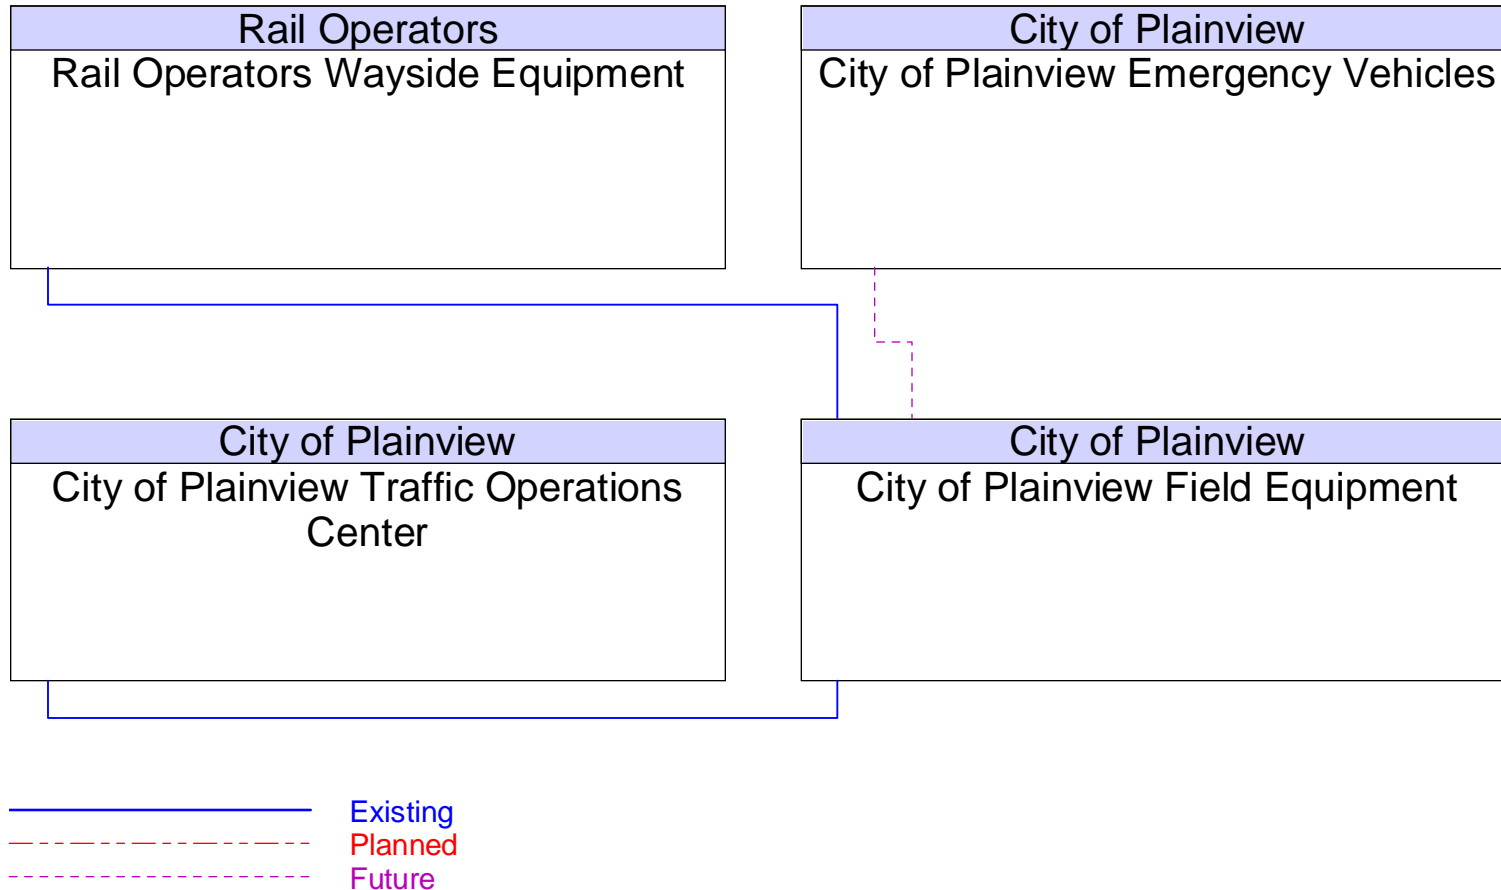 Rail Operators
Rail Operators Wayside Equipment
City of Plainview
City of Plainview Emergency Vehicles
City of Plainview
City of Plainview Traffic Operations
Center
City of Plainview
City of Plainview Field Equipment
Existing
Planned
Future